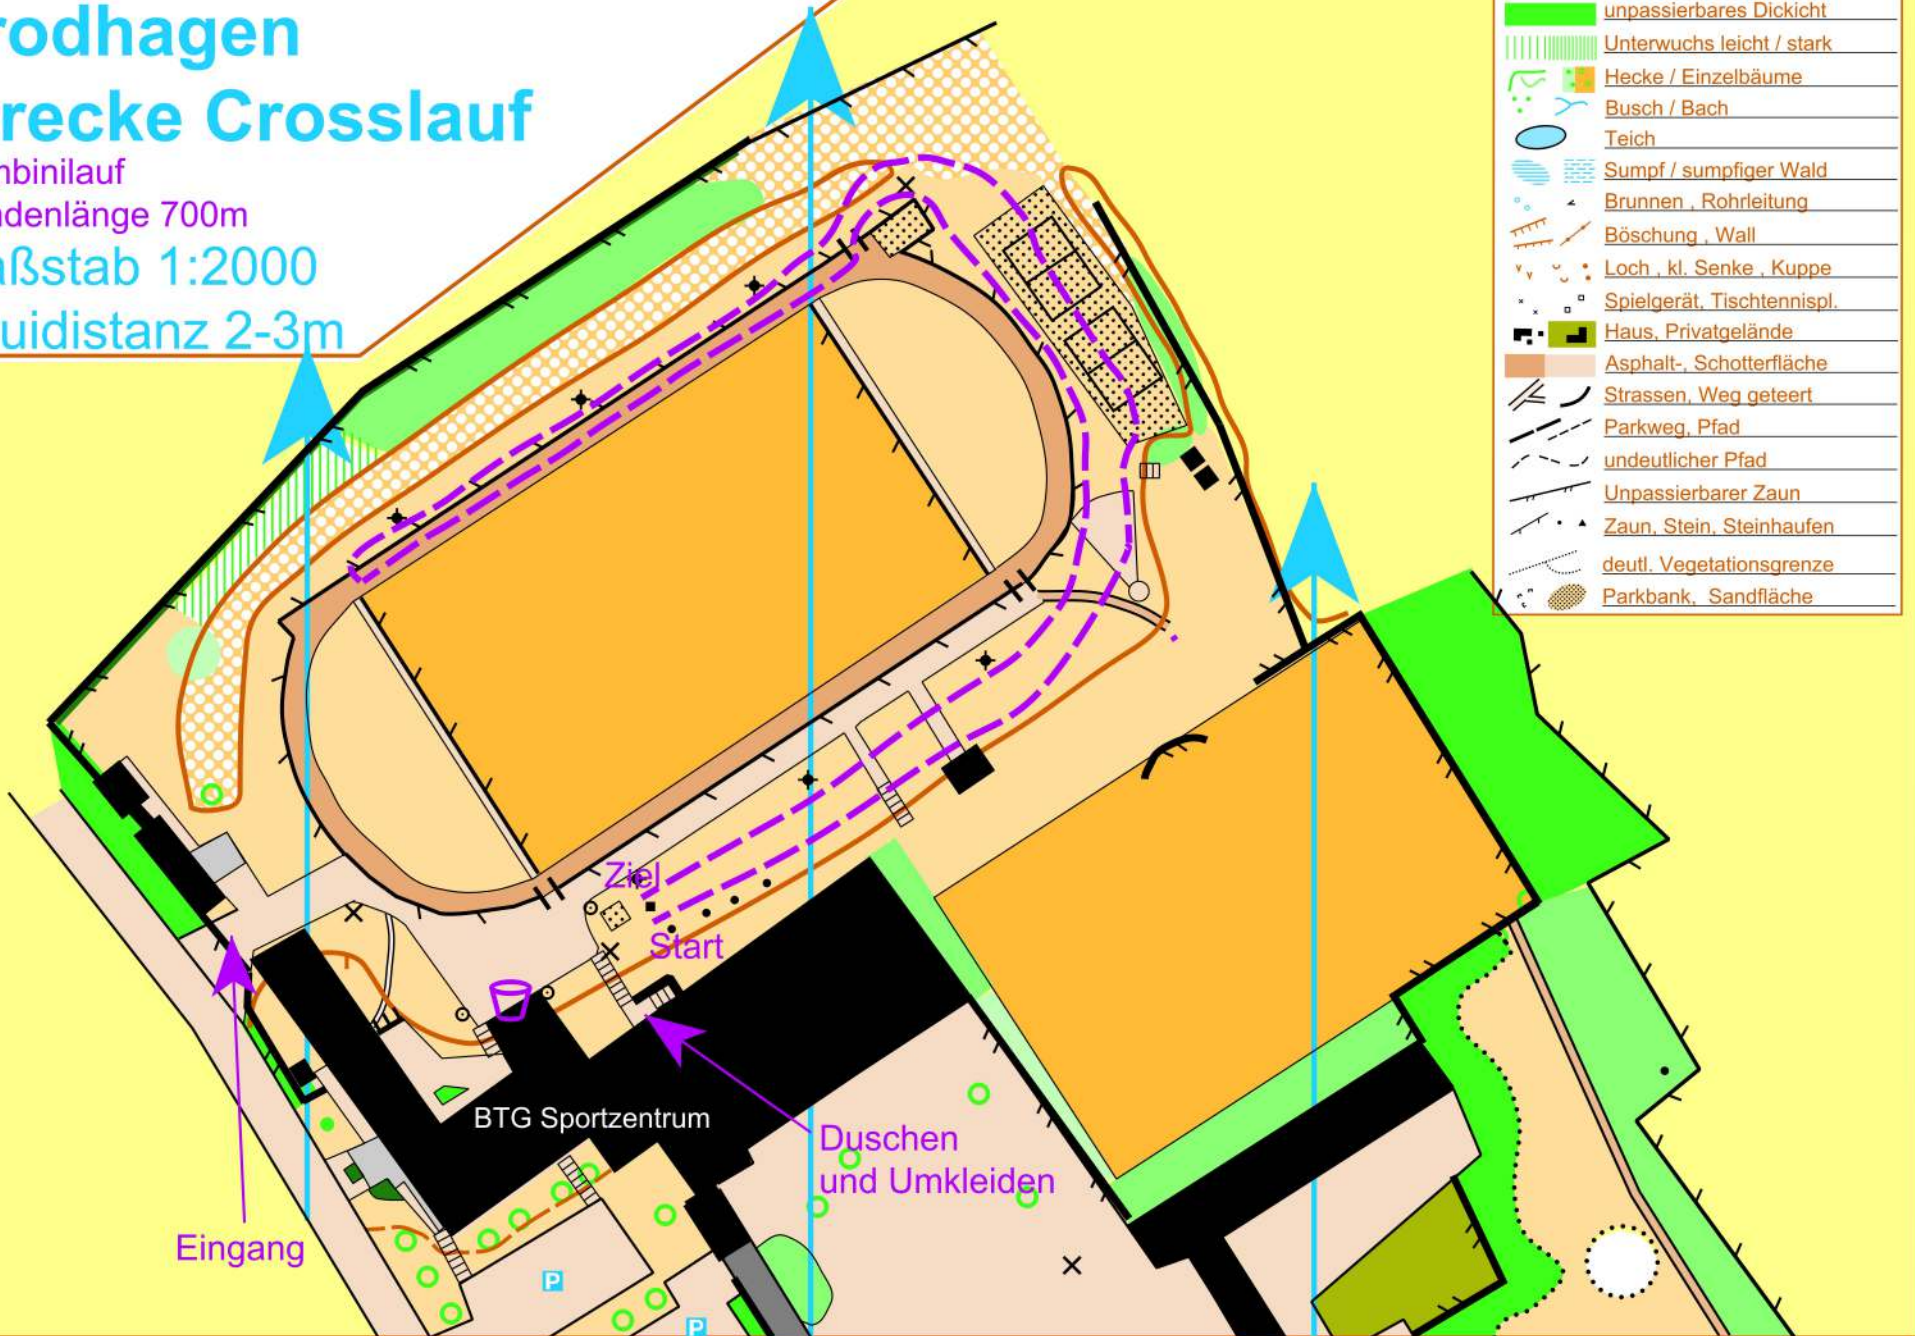 rodhagen
recke Crosslauf
mbinilauf
ndenlänge 700m
aßstab 1:2000
uidistanz 2-3m
unpassierbares Dickicht
Unterwuchs leicht / stark
Hecke / Einzelbäume
Busch / Bach
Teich
Sumpf / sumpfiger Wald
Brunnen , Rohrleitung
Böschung , Wall
Loch , kl. Senke , Kuppe
Spielgerät, Tischtennispl.
Haus, Privatgelände
Asphalt-, Schotterfläche
Strassen, Weg geteert
Parkweg, Pfad
undeutlicher Pfad
Unpassierbarer Zaun
Zaun, Stein, Steinhaufen
deutl. Vegetationsgrenze
Parkbank, Sandfläche
Ziel
Start
BTG Sportzentrum
Duschen
und Umkleiden
Eingang
P
P